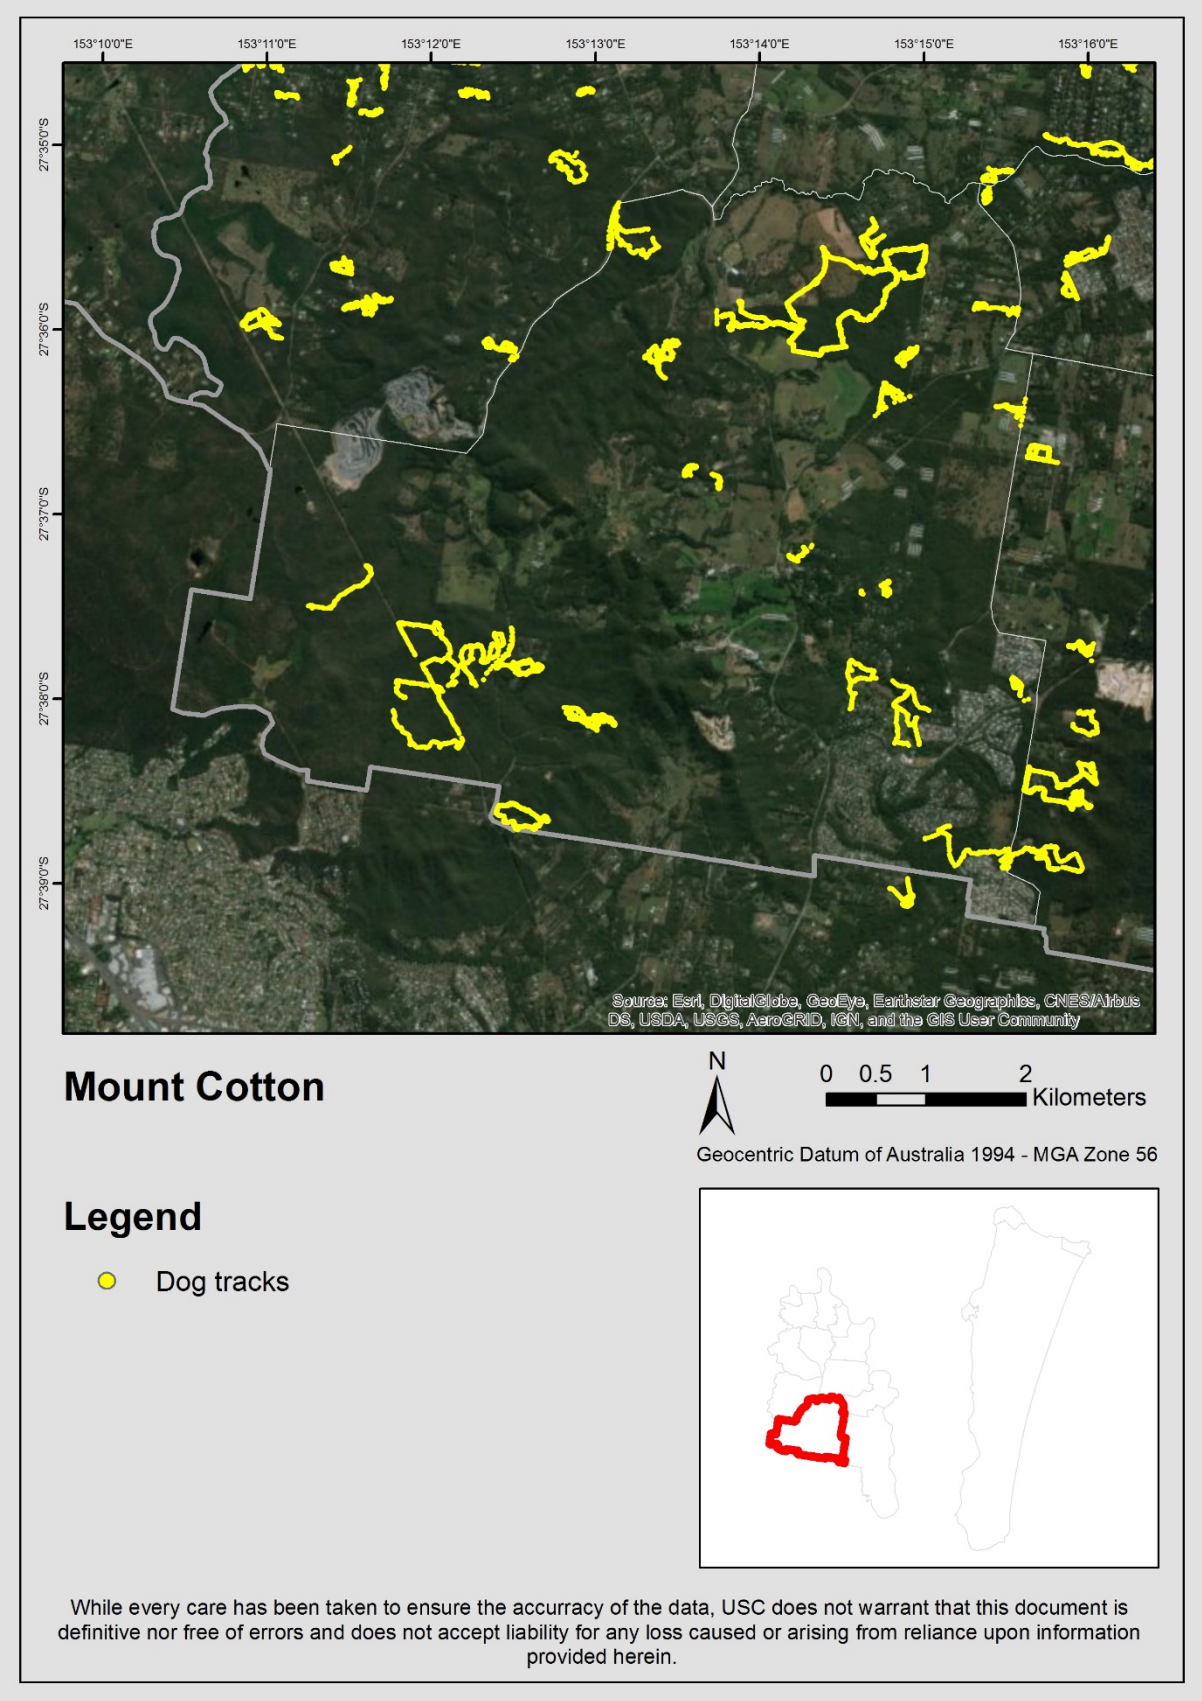 153°10'0"E
153°11'0"E
153°12'0"E
153°13'0"E
153°14'0"E
153°15'0"E
153°16'0"E
27°35'0"S
27°36'0"S
27°37'0"S
27°38'0"S
27°39'0"S
Source: Esri, DigitalGlobe, GeoEye, Earthstar Geographics, CNES/Airbus
DS, USDA, USGS, AeroGRID, IGN, and the GIS User Community
Mount Cotton
N
0 0.5 1 2
Kilometers
Geocentric Datum of Australia 1994 - MGA Zone 56
Legend
Dog tracks
While every care has been taken to ensure the accurracy of the data, USC does not warrant that this document is
definitive nor free of errors and does not accept liability for any loss caused or arising from reliance upon information
provided herein.